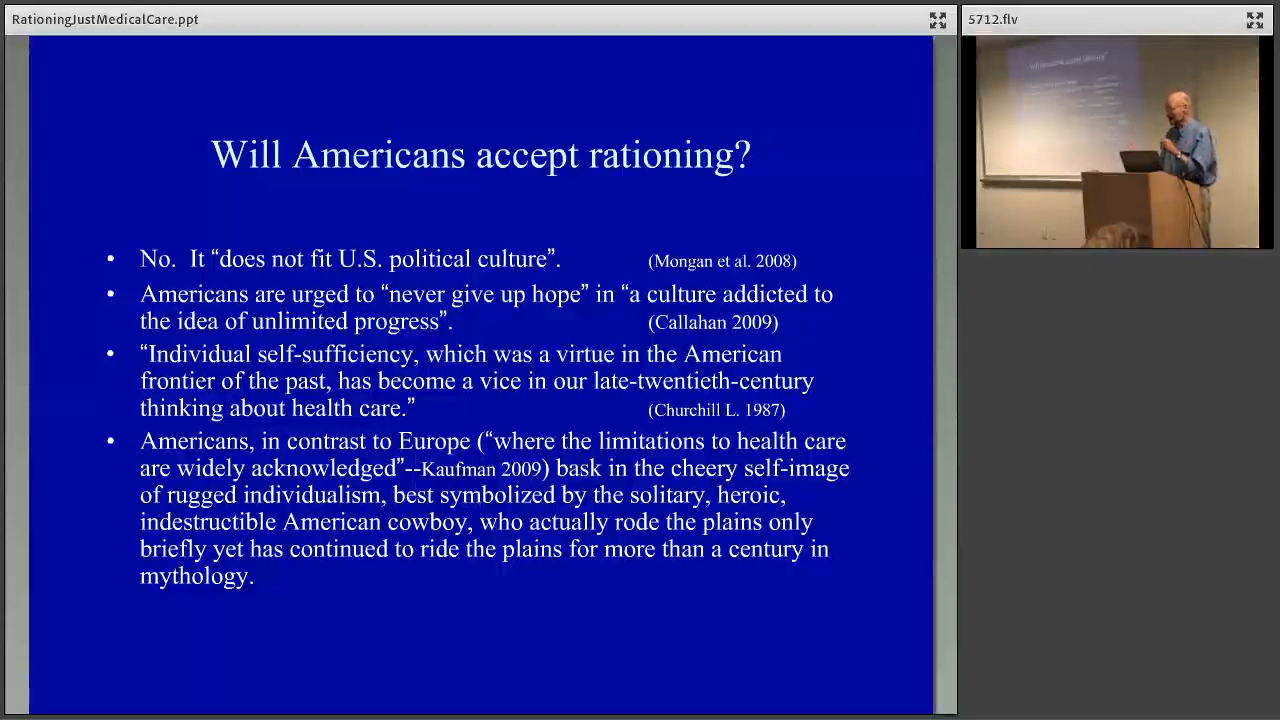 RationingJustMedicalCare.ppt
5712.flv
Will Americans accept rationing?
• No. It “does not fit U.S. political culture”. (Mongan et al. 2008)
• Americans are urged to “never give up hope” in “a culture addicted to
the idea of unlimited progress”. (Callahan 2009)
• “Individual self-sufficiency, which was a virtue in the American
frontier of the past, has become a vice in our late-twentieth-century
thinking about health care.” (Churchill L. 1987)
• Americans, in contrast to Europe (“where the limitations to health care
are widely acknowledged”--Kaufman 2009) bask in the cheery self-image
of rugged individualism, best symbolized by the solitary, heroic,
indestructible American cowboy, who actually rode the plains only
briefly yet has continued to ride the plains for more than a century in
mythology.